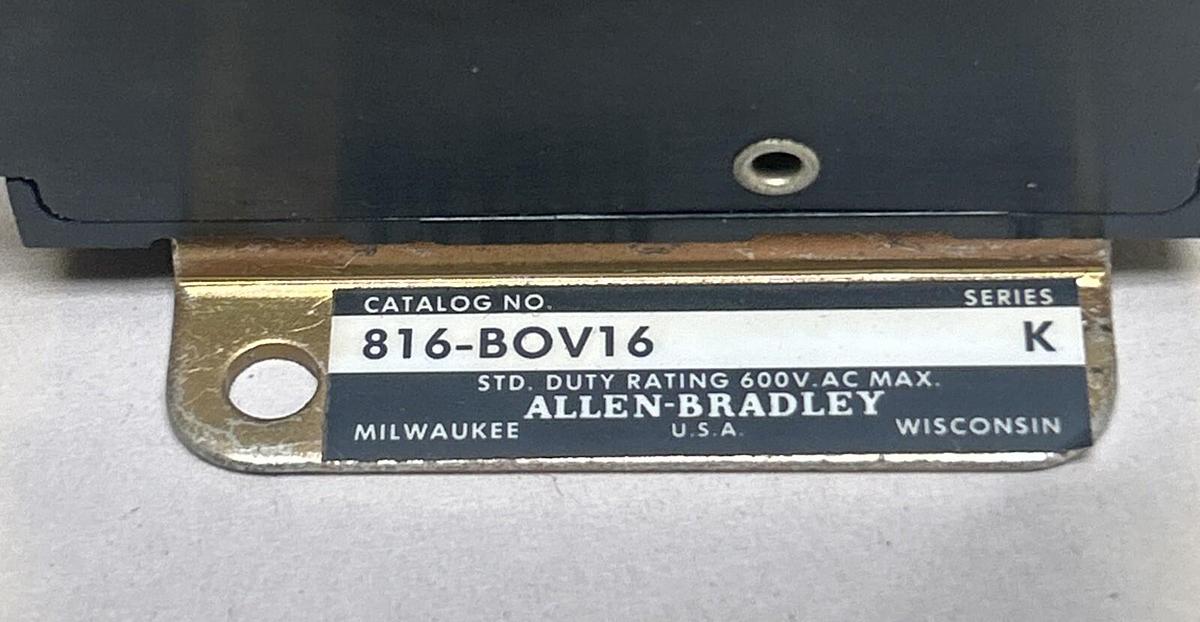 CATALOG NO. SERIES
816-BOV16 K
STD. DUTY RATING 600V. AC MAX.
ALLEN-BRADLEY
MILWAUKEE U.S.A. WISCONSIN